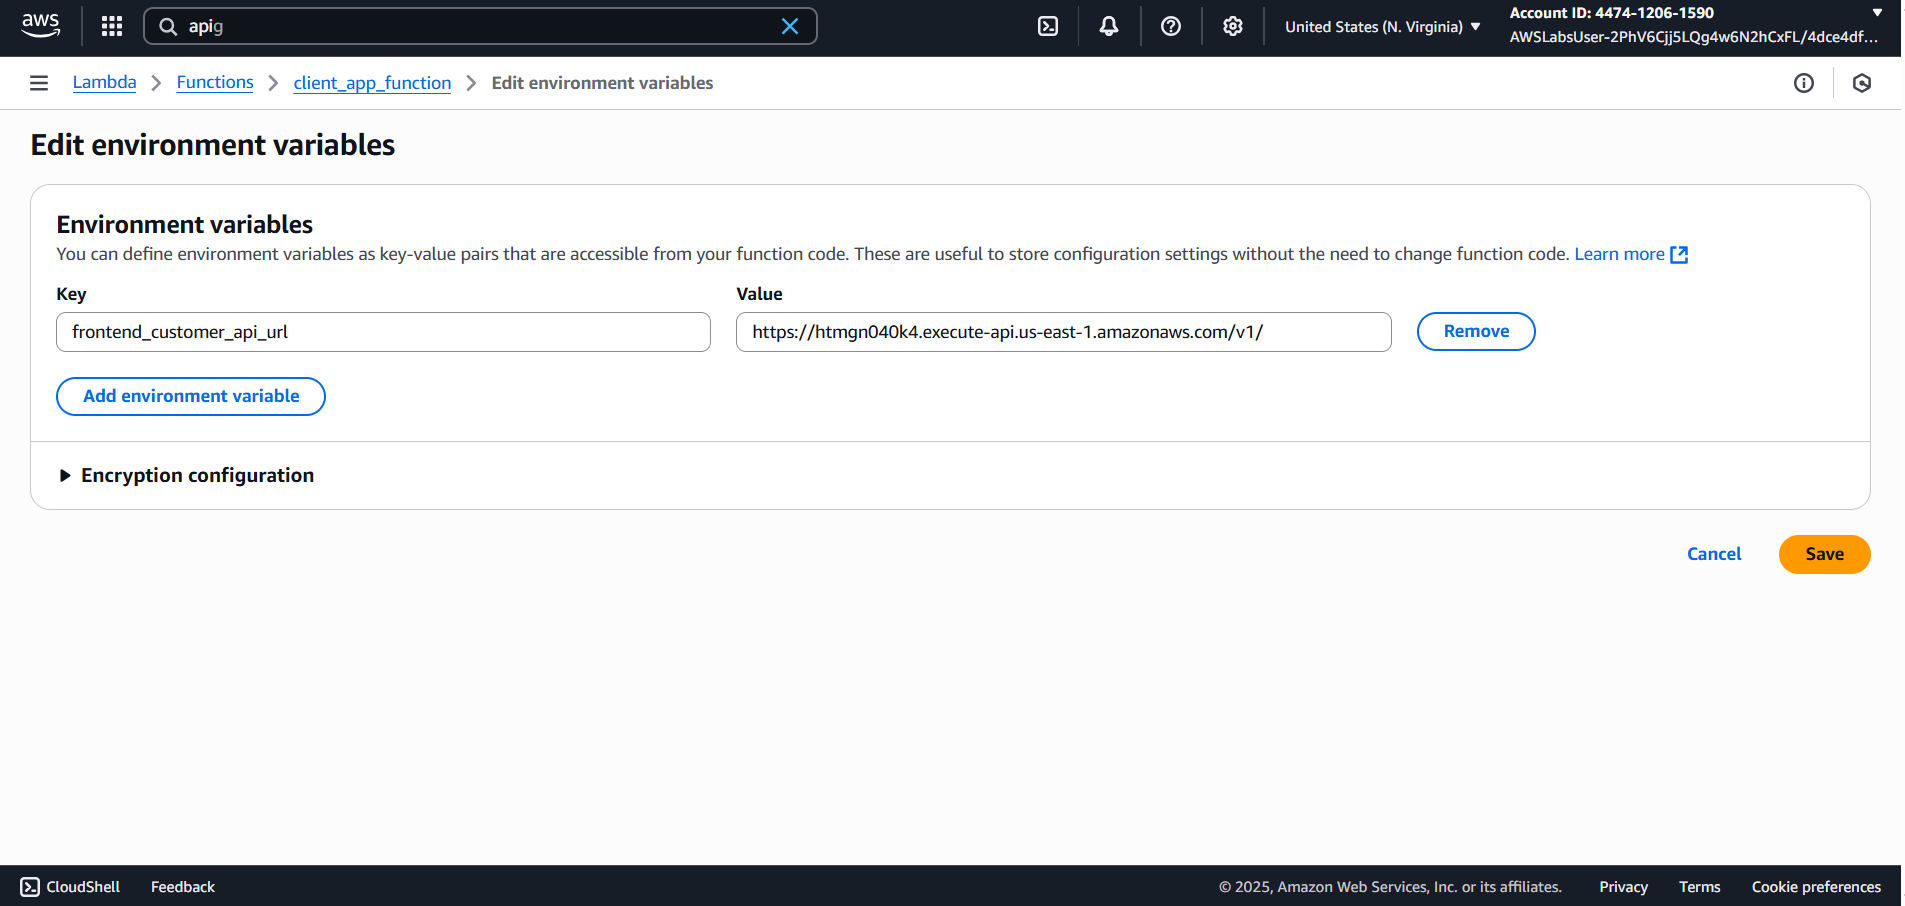 aws
apig
United States (N. Virginia)
Account ID: 4474-1206-1590
AWSLabsUser-2PhV6Cjj5LQg4w6N2hCxFL/4dce4df...
Lambda
Functions
client_app_function
Edit environment variables
Edit environment variables
Environment variables
You can define environment variables as key-value pairs that are accessible from your function code. These are useful to store configuration settings without the need to change function code. Learn more
Key
Value
frontend_customer_api_url
https://htmgn040k4.execute-api.us-east-1.amazonaws.com/v1/
Remove
Add environment variable
Encryption configuration
Cancel
Save
CloudShell
Feedback
© 2025, Amazon Web Services, Inc. or its affiliates.
Privacy
Terms
Cookie preferences